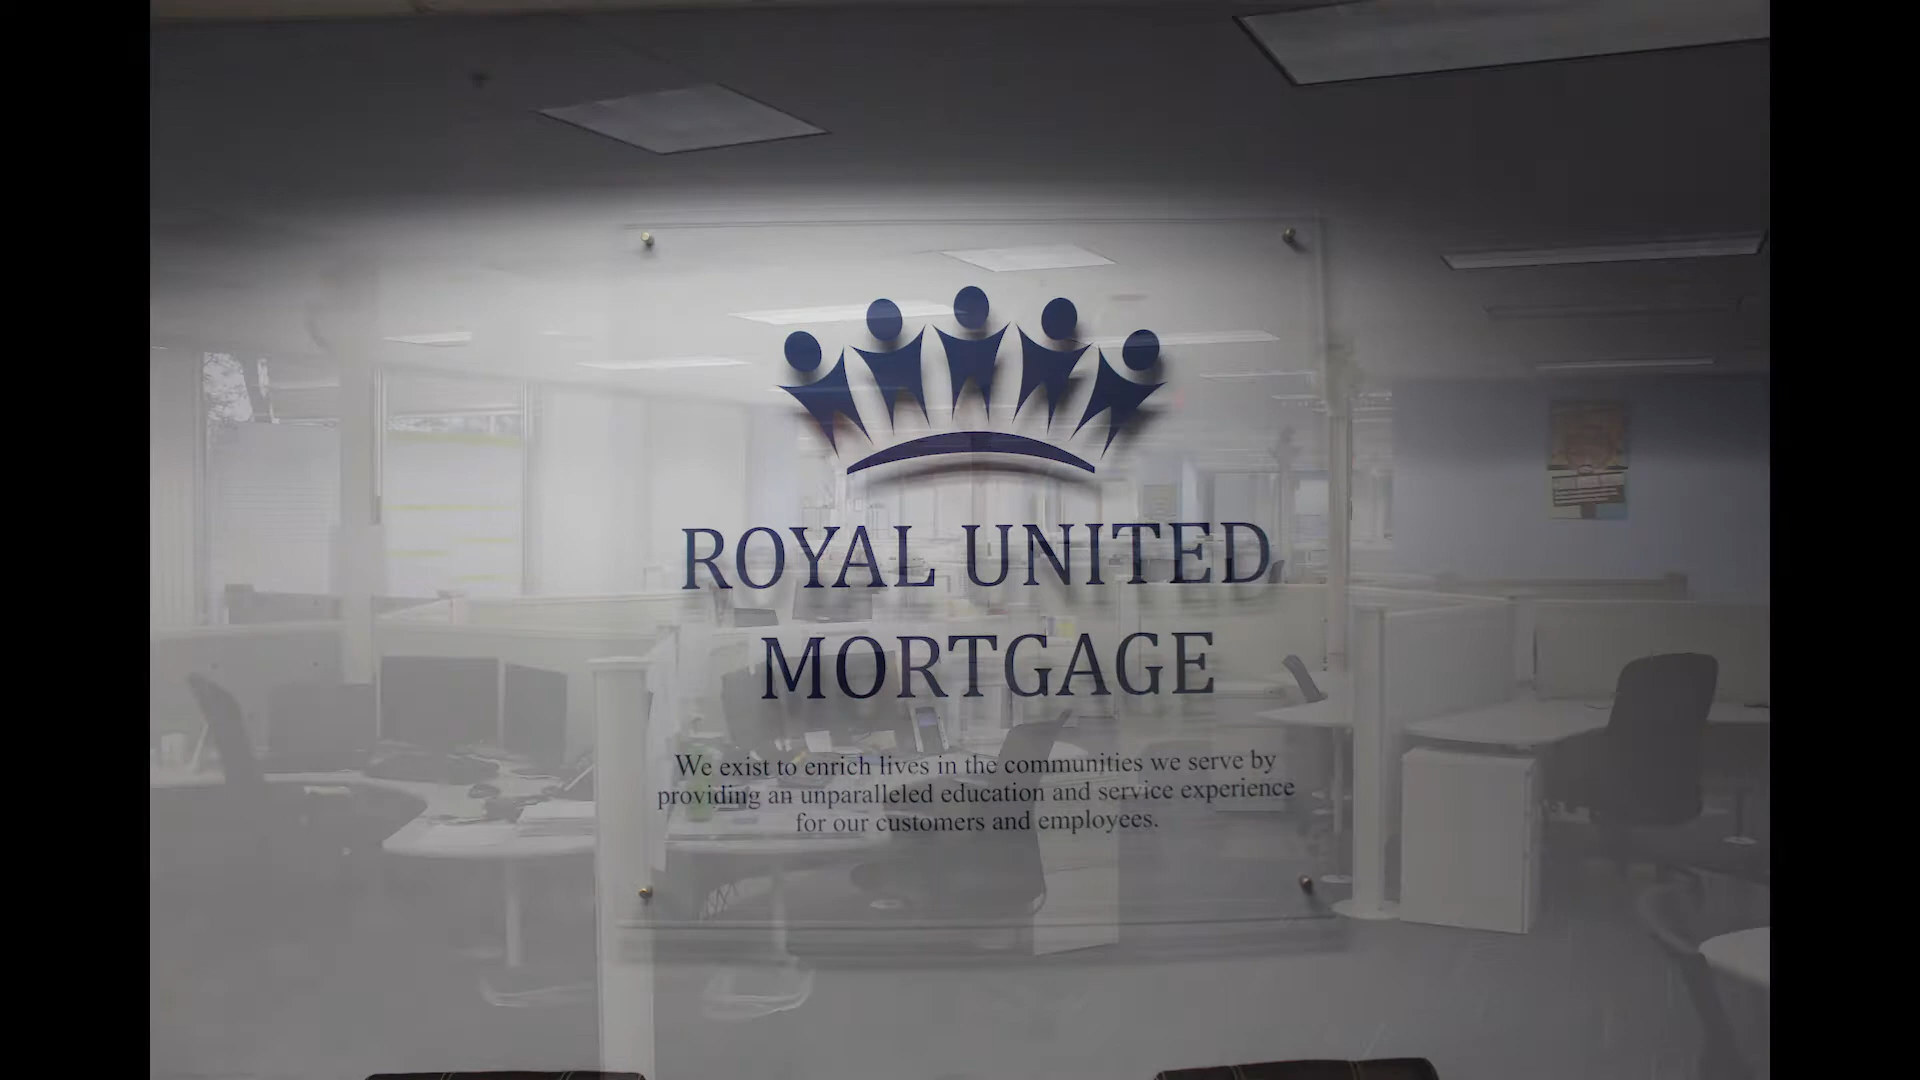 ROYAL UNITED
MORTGAGE
We exist to enrich lives in the communities we serve by
providing an unparalleled education and service experience
for our customers and employees.